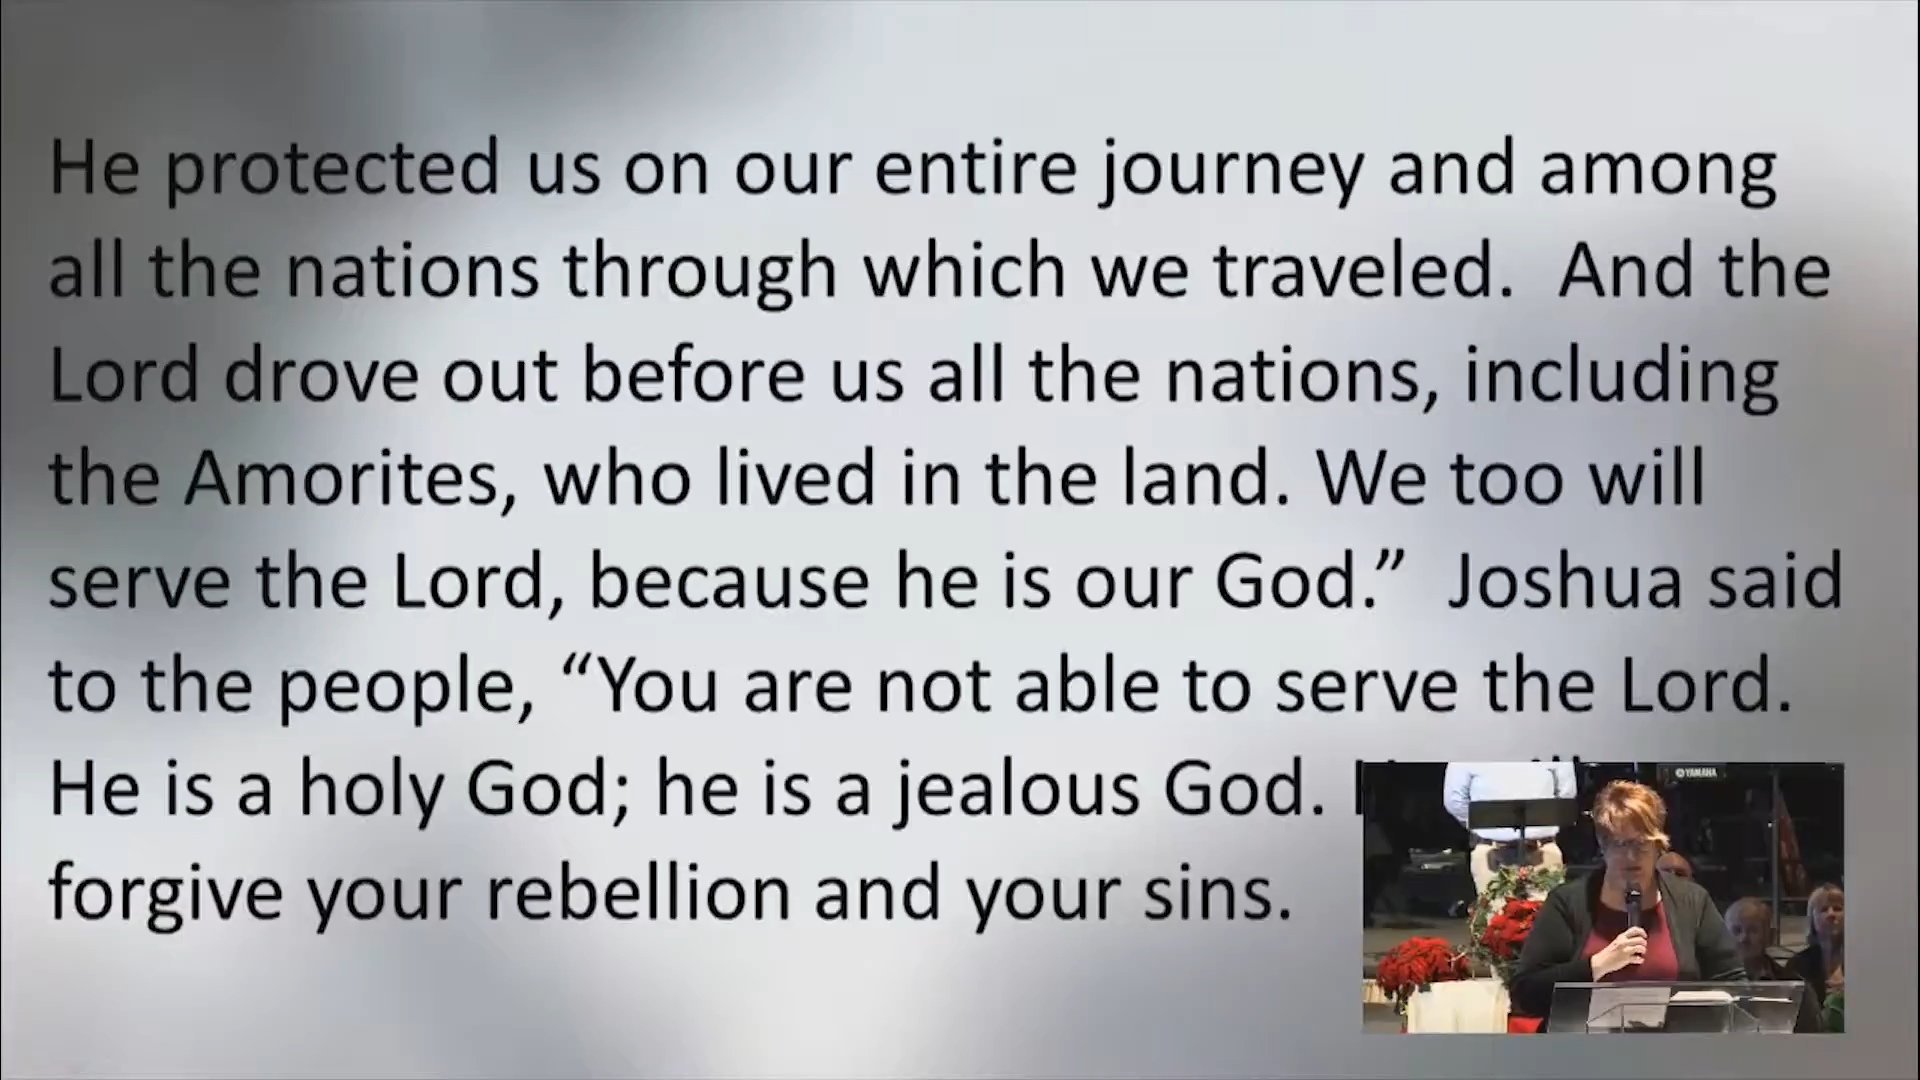 He protected us on our entire journey and among
all the nations through which we traveled.  And the
Lord drove out before us all the nations, including
the Amorites, who lived in the land. We too will
serve the Lord, because he is our God.”  Joshua said
to the people, “You are not able to serve the Lord.
He is a holy God; he is a jealous God.
forgive your rebellion and your sins.
YAMAHA